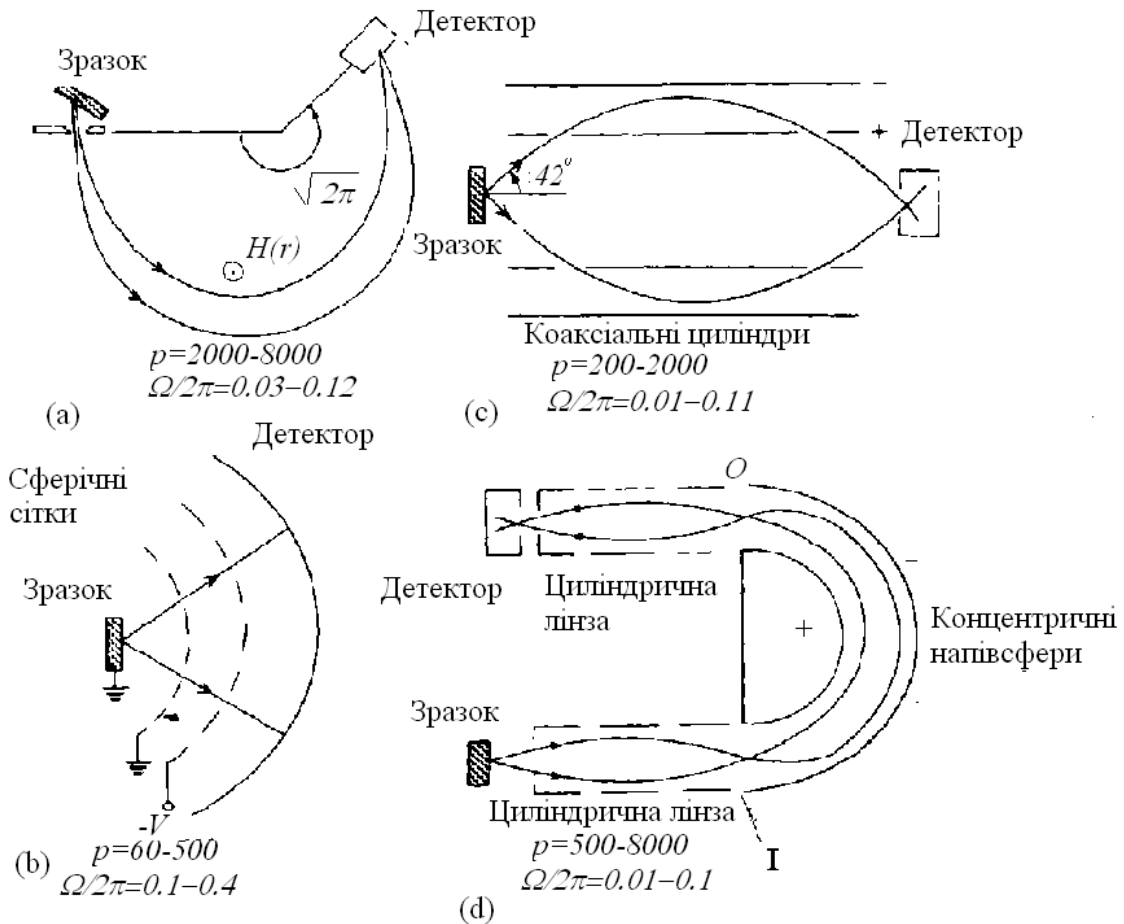 Детектор
Зразок
√2π
H(r)
p=2000-8000
Ω/2π=0.03–0.12
(a)
+ Детектор
42°
Зразок
Коаксіальні циліндри
p=200-2000
Ω/2π=0.01–0.11
(c)
Детектор
Сферічні
сітки
Зразок
-V
p=60-500
(b)
Ω/2π=0.1–0.4
O
Детектор
Циліндрична
лінза
+
-
Концентричні
напівсфери
Зразок
Циліндрична лінза
I
p=500-8000
Ω/2π=0.01–0.1
(d)